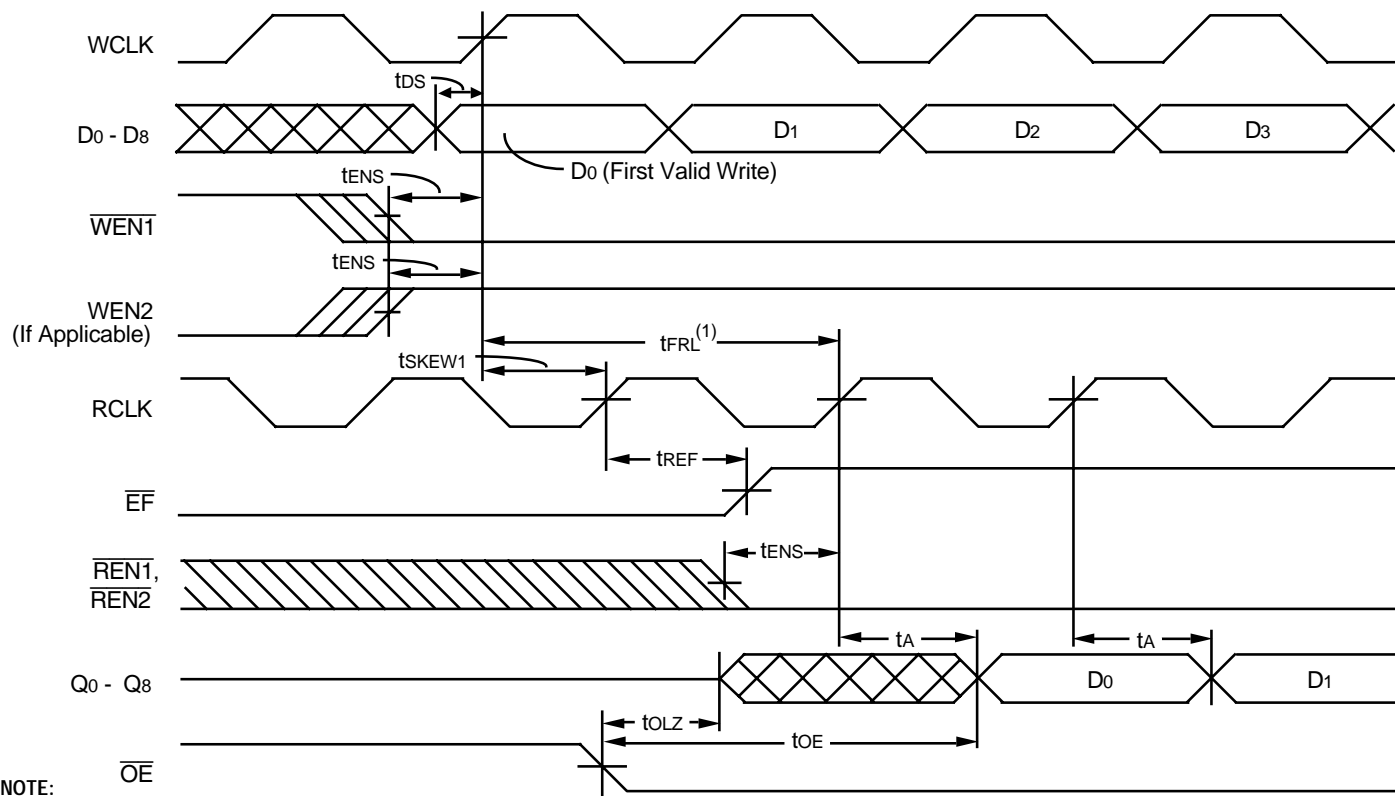 WCLK
tDS
D0 - D8
D1
D2
D3
D0 (First Valid Write)
tENS
WEN1
tENS
WEN2
(If Applicable)
tFRL(1)
tSKEW1
RCLK
tREF
EF
tENS
REN1,
REN2
tA
tA
Q0 - Q8
D0
D1
tOLZ
tOE
OE
NOTE: